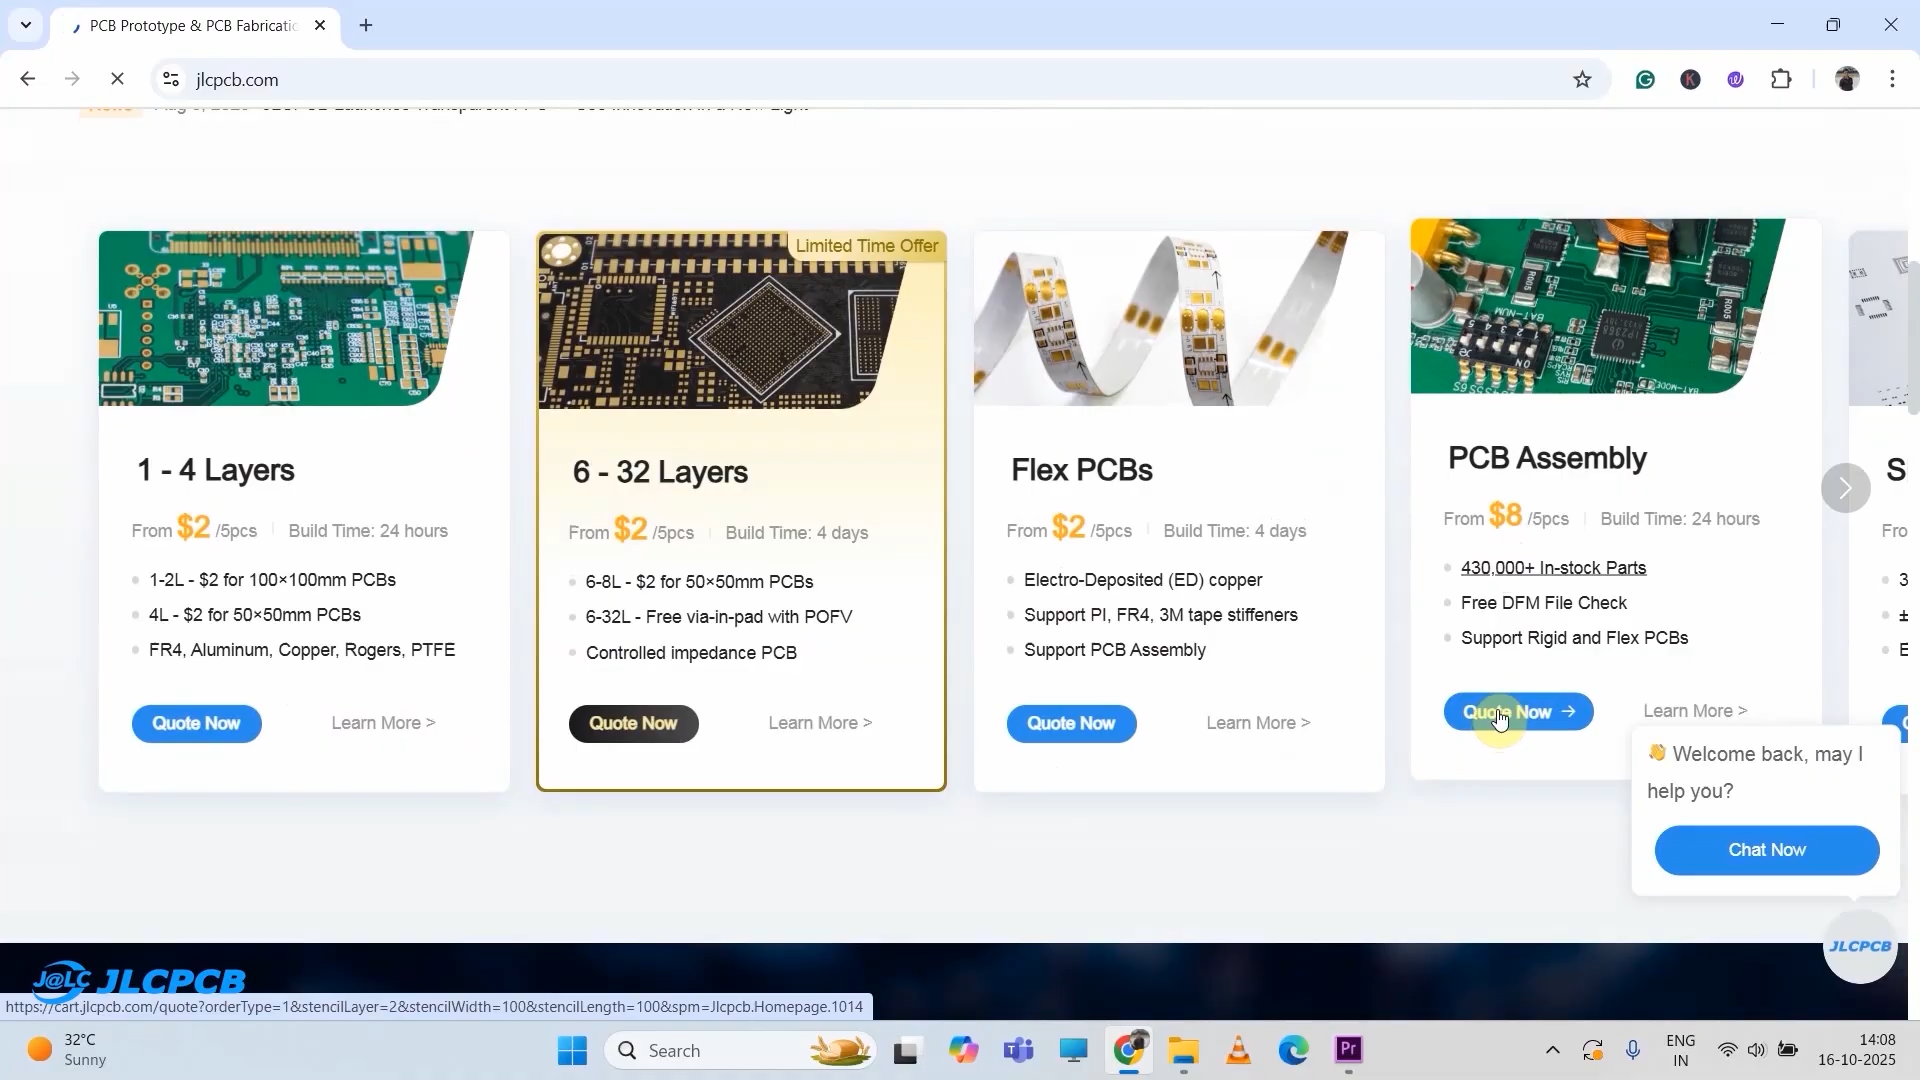 PCB Prototype & PCB Fabricatio
jlcpcb.com
Limited Time Offer
1 - 4 Layers
From $2 /5pcs
Build Time: 24 hours
1-2L - $2 for 100×100mm PCBs
4L - $2 for 50×50mm PCBs
FR4, Aluminum, Copper, Rogers, PTFE
Quote Now
Learn More >
6 - 32 Layers
From $2 /5pcs
Build Time: 4 days
6-8L - $2 for 50×50mm PCBs
6-32L - Free via-in-pad with POFV
Controlled impedance PCB
Quote Now
Learn More >
Flex PCBs
From $2 /5pcs
Build Time: 4 days
Electro-Deposited (ED) copper
Support PI, FR4, 3M tape stiffeners
Support PCB Assembly
Quote Now
Learn More >
PCB Assembly
From $8 /5pcs
Build Time: 24 hours
430,000+ In-stock Parts
Free DFM File Check
Support Rigid and Flex PCBs
Quote Now →
Learn More >
👋 Welcome back, may I
help you?
Chat Now
JLCPCB
J@LC JLCPCB
https://cart.jlcpcb.com/quote?orderType=1&stencilLayer=2&stencilWidth=100&stencilLength=100&spm=Jlcpcb.Homepage.1014
32°C
Sunny
Search
Pr
ENG
IN
14:08
16-10-2025